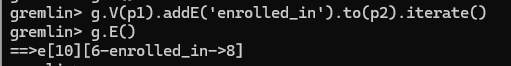 gremlin> g.V(p1).addE('enrolled_in').to(p2).iterate()
gremlin> g.E()
==>e[10][6-enrolled_in->8]